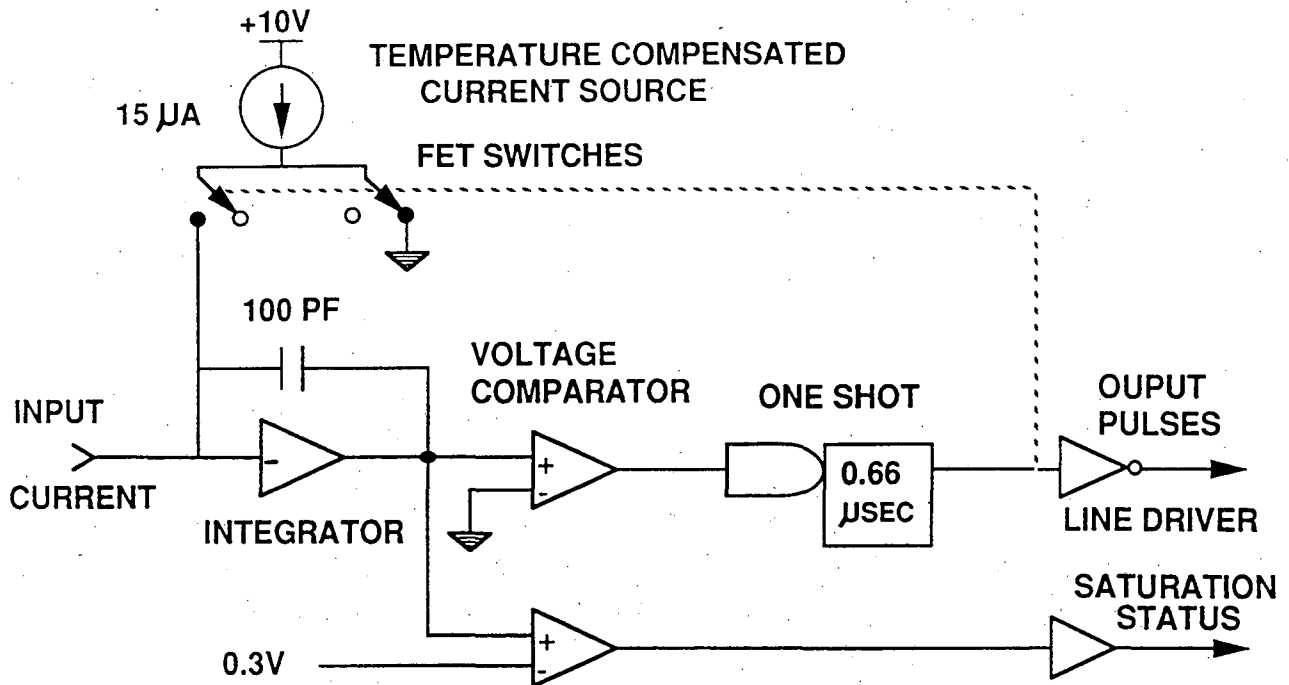 +10V
TEMPERATURE COMPENSATED
CURRENT SOURCE
15 µA
FET SWITCHES
100 PF
VOLTAGE
COMPARATOR
ONE SHOT
OUPUT
PULSES
INPUT
CURRENT
-
+
-
0.66
µSEC
INTEGRATOR
LINE DRIVER
SATURATION
STATUS
+
-
0.3V